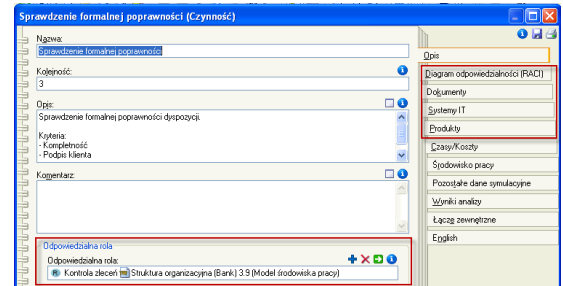 Sprawdzenie formalnej poprawności (Czynność)
Nazwa:
Sprawdzenie formalnej poprawności
Kolejność:
3
Opis:
Sprawdzenie formalnej poprawności dyspozycji.
Kryteria:
- Kompletność
- Podpis klienta
Komentarz:
Odpowiedzialna rola
Odpowiedzialna rola:
R Kontrola zleceń Struktura organizacyjna (Bank) 3.9 (Model środowiska pracy)
Opis
Diagram odpowiedzialności (RACI)
Dokumenty
Systemy IT
Produkty
Czasy/Koszty
Środowisko pracy
Pozostałe dane symulacyjne
Wyniki analizy
Łącza zewnętrzne
English